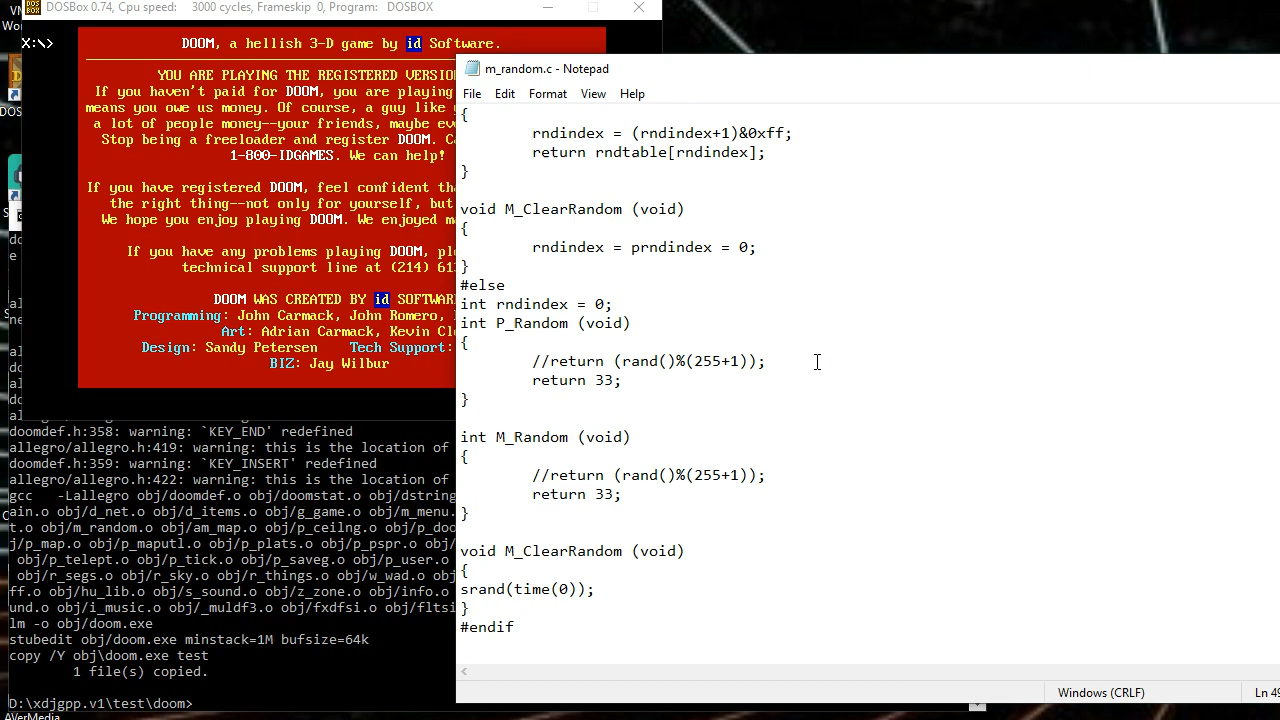 DOSBox 0.74, Cpu speed: 3000 cycles, Frameskip 0, Program: DOSBOX
X:\>
DOOM, a hellish 3-D game by id Software.
YOU ARE PLAYING THE REGISTERED VERSIO
If you haven't paid for DOOM, you are playing
means you owe us money. Of course, a guy like
a lot of people money--your friends, maybe ev
Stop being a freeloader and register DOOM. C
1-800-IDGAMES. We can help!
If you have registered DOOM, feel confident th
the right thing--not only for yourself, but
We hope you enjoy playing DOOM. We enjoyed m
If you have any problems playing DOOM, pl
technical support line at (214) 61
DOOM WAS CREATED BY id SOFTWAR
Programming: John Carmack, John Romero,
Art: Adrian Carmack, Kevin Cl
Design: Sandy Petersen Tech Support:
BIZ: Jay Wilbur
doomdef.h:358: warning: `KEY_END' redefined
allegro/allegro.h:419: warning: this is the location of
doomdef.h:359: warning: `KEY_INSERT' redefined
allegro/allegro.h:422: warning: this is the location of
gcc -Lallegro obj/doomdef.o obj/doomstat.o obj/dstring
ain.o obj/d_net.o obj/d_items.o obj/g_game.o obj/m_menu.
t.o obj/m_random.o obj/am_map.o obj/p_ceilng.o obj/p_doo
j/p_map.o obj/p_maputl.o obj/p_plats.o obj/p_pspr.o obj/
obj/p_telept.o obj/p_tick.o obj/p_saveg.o obj/p_user.o
obj/r_segs.o obj/r_sky.o obj/r_things.o obj/w_wad.o obj/
ff.o obj/hu_lib.o obj/s_sound.o obj/z_zone.o obj/info.o
und.o obj/i_music.o obj/_muldf3.o obj/fxdfsi.o obj/fltsi
lm -o obj/doom.exe
stubedit obj/doom.exe minstack=1M bufsize=64k
copy /Y obj\doom.exe test
1 file(s) copied.
D:\xdjgpp.v1\test\doom>
AVerMedia
m_random.c - Notepad
File Edit Format View Help
{
rndindex = (rndindex+1)&0xff;
return rndtable[rndindex];
}
void M_ClearRandom (void)
{
rndindex = prndindex = 0;
}
#else
int rndindex = 0;
int P_Random (void)
{
//return (rand()%(255+1));
return 33;
}
int M_Random (void)
{
//return (rand()%(255+1));
return 33;
}
void M_ClearRandom (void)
{
srand(time(0));
}
#endif
Windows (CRLF)
Ln 49